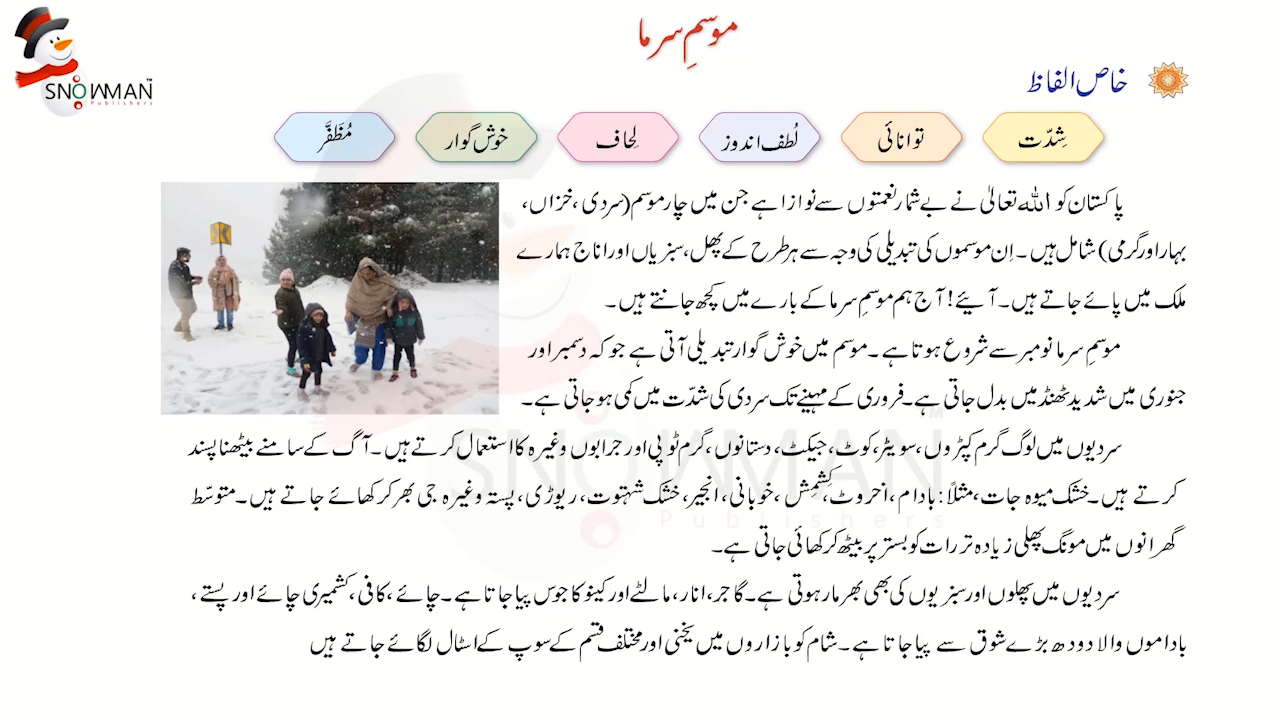 SNOWMAN™
Publishers
موسمِ سرما
خاص الفاظ
شِدّت
توانائی
لُطف اندوز
لِحاف
خوش گوار
مُظَفَّر
پاکستان کو اللہ تعالیٰ نے بے شمار نعمتوں سے نوازا ہے جن میں چار موسم (سردی، خزاں،
بہار اور گرمی) شامل ہیں۔ اِن موسموں کی تبدیلی کی وجہ سے ہر طرح کے پھل، سبزیاں اور اناج ہمارے
ملک میں پائے جاتے ہیں۔ آیئے! آج ہم موسمِ سرما کے بارے میں کچھ جانتے ہیں۔
موسمِ سرما نومبر سے شروع ہوتا ہے۔ موسم میں خوش گوار تبدیلی آتی ہے جو کہ دسمبر اور
جنوری میں شدید ٹھنڈ میں بدل جاتی ہے۔ فروری کے مہینے تک سردی کی شدّت میں کمی ہو جاتی ہے۔
سردیوں میں لوگ گرم کپڑوں، سویٹر، کوٹ، جیکٹ، دستانوں، گرم ٹوپی اور جرابوں وغیرہ کا استعمال کرتے ہیں۔ آگ کے سامنے بیٹھنا پسند
کرتے ہیں۔ خشک میوہ جات، مثلاً: بادام، اخروٹ، کِشمِش، خوبانی، انجیر، خشک شہتوت، ریوڑی، پستہ وغیرہ جی بھر کر کھائے جاتے ہیں۔ متوسّط
گھرانوں میں مونگ پھلی زیادہ تر رات کو بستر پر بیٹھ کر کھائی جاتی ہے۔
سردیوں میں پھلوں اور سبزیوں کی بھی بھرمار ہوتی ہے۔ گاجر، انار، مالٹے اور کینو کا جوس پیا جاتا ہے۔ چائے، کافی، کشمیری چائے اور پستے،
باداموں والا دودھ بڑے شوق سے پیا جاتا ہے۔ شام کو بازاروں میں یخنی اور مختلف قسم کے سوپ کے اسٹال لگائے جاتے ہیں
SNOWMAN™
Publishers